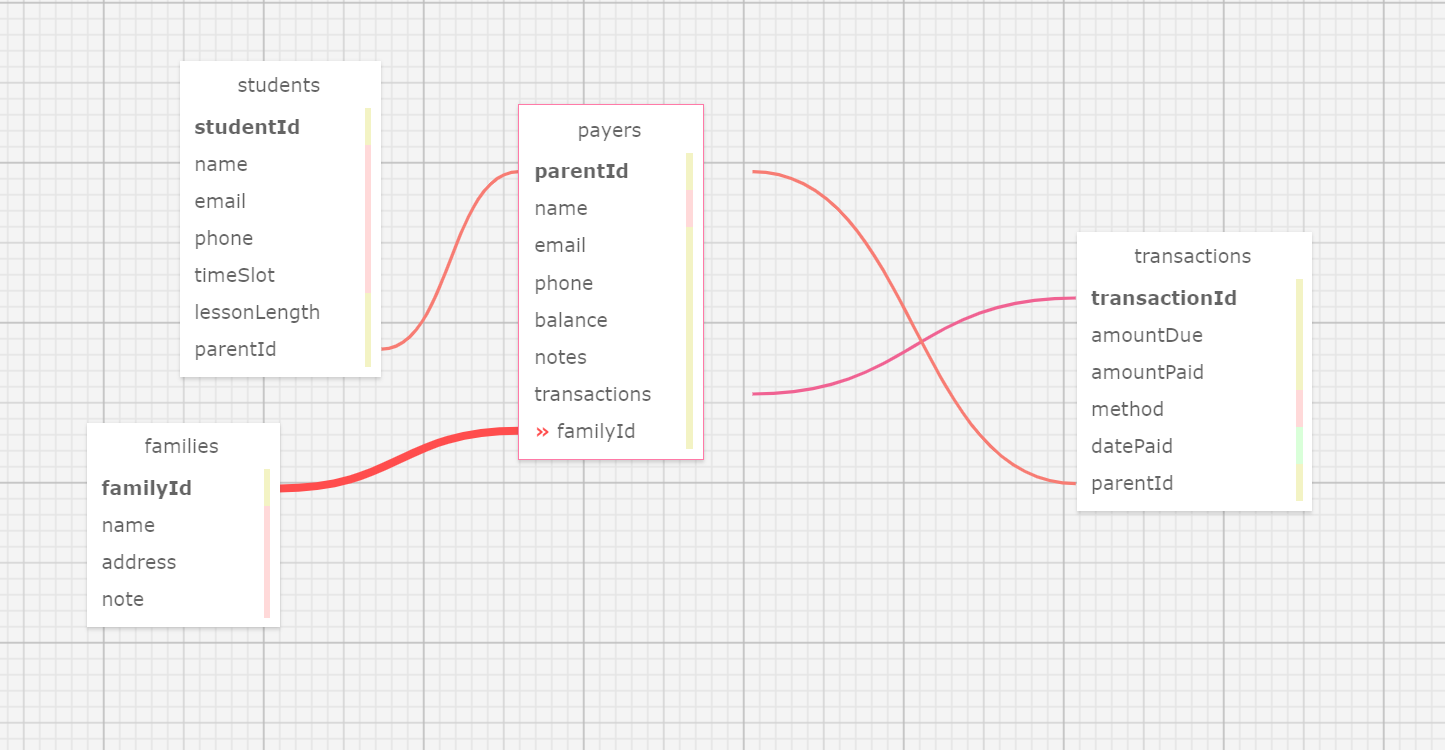 students
studentId
name
email
phone
timeSlot
lessonLength
parentId
families
familyId
name
address
note
payers
parentId
name
email
phone
balance
notes
transactions
» familyId
transactions
transactionId
amountDue
amountPaid
method
datePaid
parentId